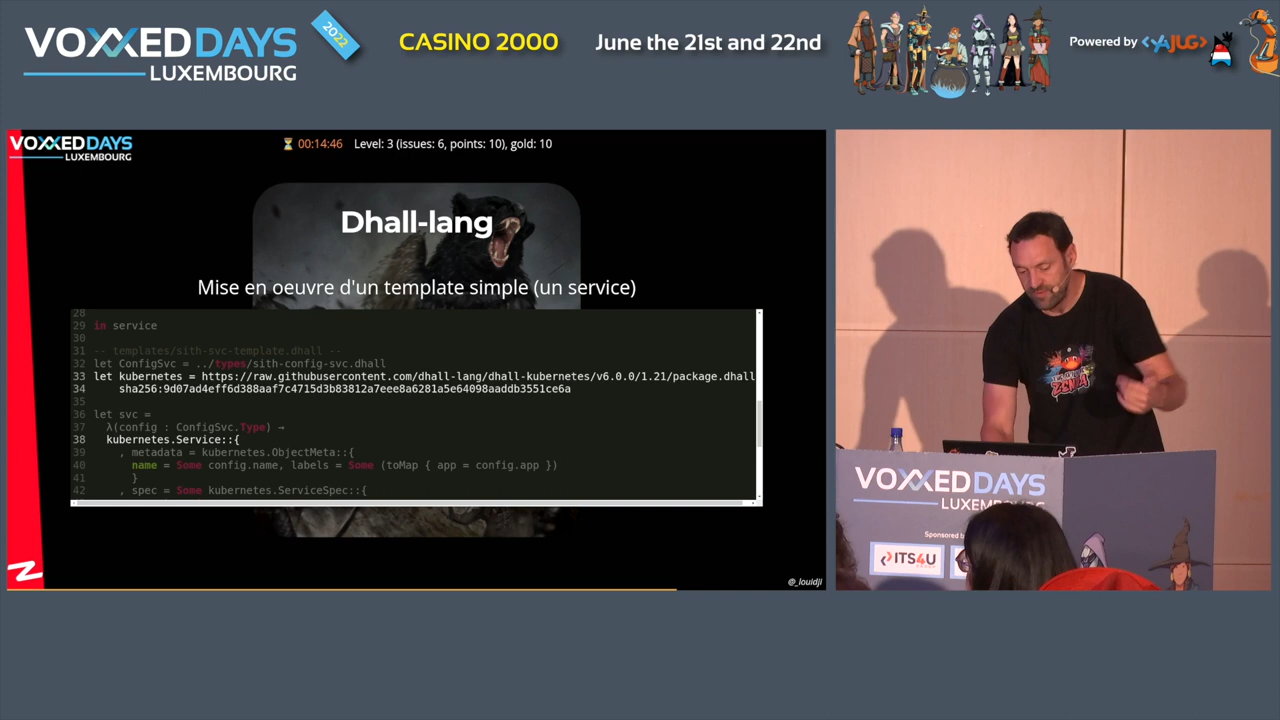 VOXXED DAYS
LUXEMBOURG
2022
CASINO 2000
June the 21st and 22nd
Powered by <YAJUG>
VOXXED DAYS
LUXEMBOURG
⏳ 00:14:46 Level: 3 (issues: 6, points: 10), gold: 10
Dhall-lang
Mise en oeuvre d'un template simple (un service)
28
29 in service
30
31 -- templates/sith-svc-template.dhall --
32 let ConfigSvc = ../types/sith-config-svc.dhall
33 let kubernetes = https://raw.githubusercontent.com/dhall-lang/dhall-kubernetes/v6.0.0/1.21/package.dhall
34 sha256:9d07ad4eff6d388aaf7c4715d3b83812a7eee8a6281a5e64098aaddb3551ce6a
35
36 let svc =
37 λ(config : ConfigSvc.Type) →
38 kubernetes.Service::{
39 , metadata = kubernetes.ObjectMeta::{
40 name = Some config.name, labels = Some (toMap { app = config.app })
41 }
42 , spec = Some kubernetes.ServiceSpec::{
@_louidji
VOXXED DAYS
Sponsored by
ITS4U